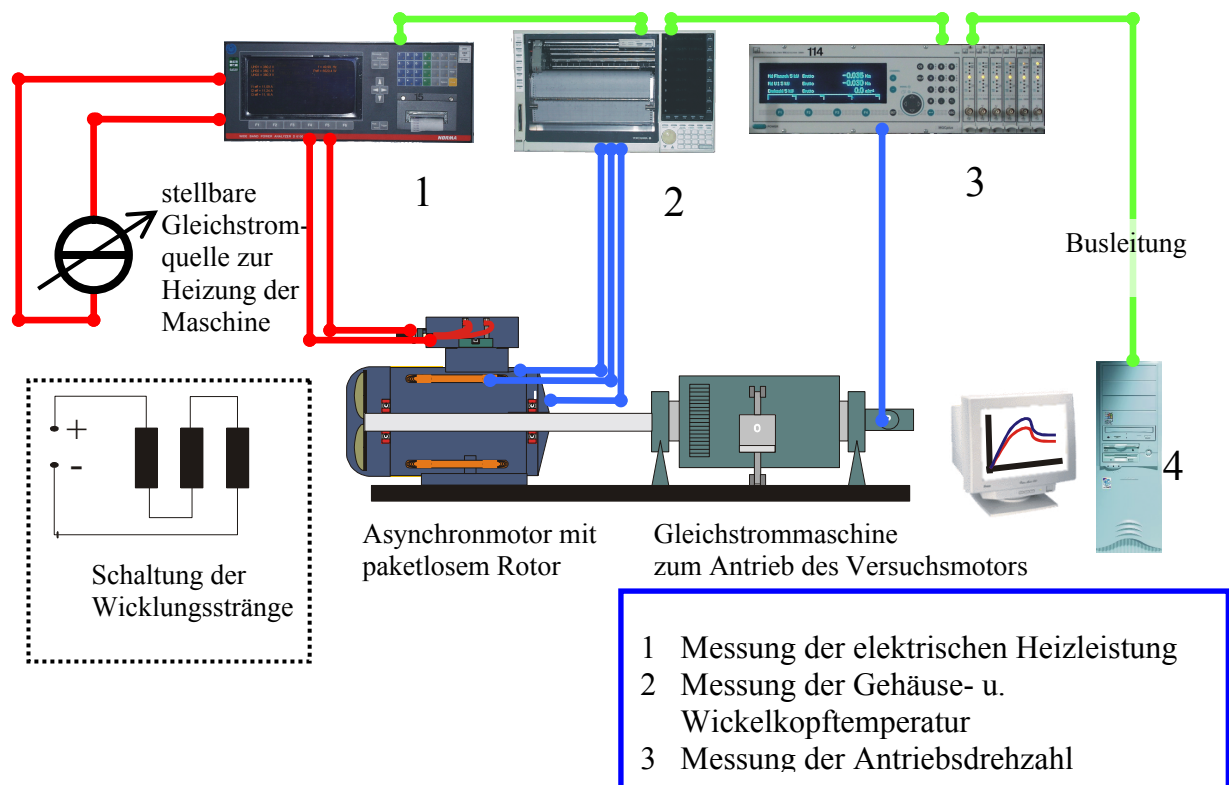 114
NORMA
1
2
3
stellbare
Gleichstrom-
quelle zur
Heizung der
Maschine
Busleitung
+
-
Schaltung der
Wicklungsstränge
Asynchronmotor mit
paketlosem Rotor
Gleichstrommaschine
zum Antrieb des Versuchsmotors
0
4
1 Messung der elektrischen Heizleistung
2 Messung der Gehäuse- u.
Wickelkopftemperatur
3 Messung der Antriebsdrehzahl